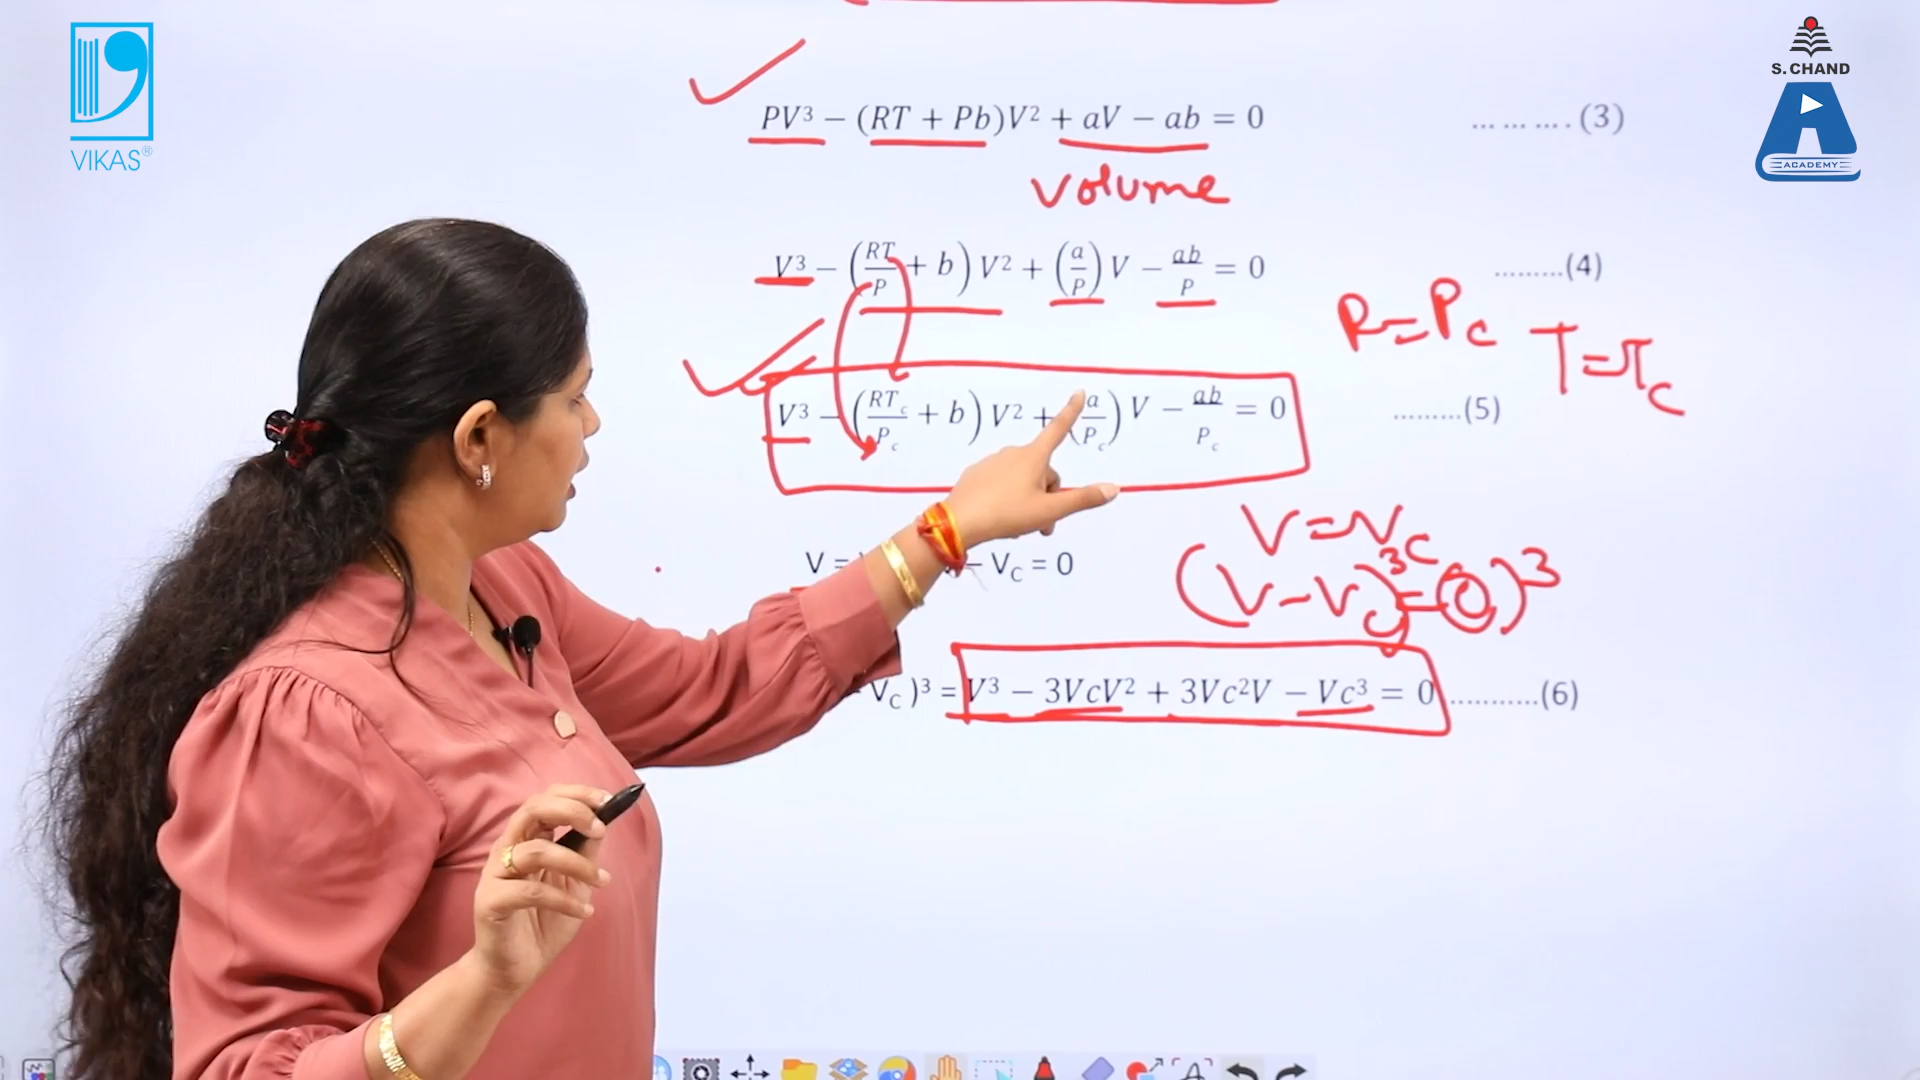 VIKAS®
S. CHAND
ACADEMY
PV³ − (RT + Pb)V² + aV − ab = 0 ……….(3)
volume
V³ − (RT/P + b) V² + (a/P) V − ab/P = 0 .........(4)
P = Pc T = Tc
V³ − (RTc/Pc + b) V² + (a/Pc) V − ab/Pc = 0 .........(5)
V = Vc
V = − VC = 0
(V − Vc)³ = (0)³
VC )³ = V³ − 3VcV² + 3Vc²V − Vc³ = 0 ...........(6)